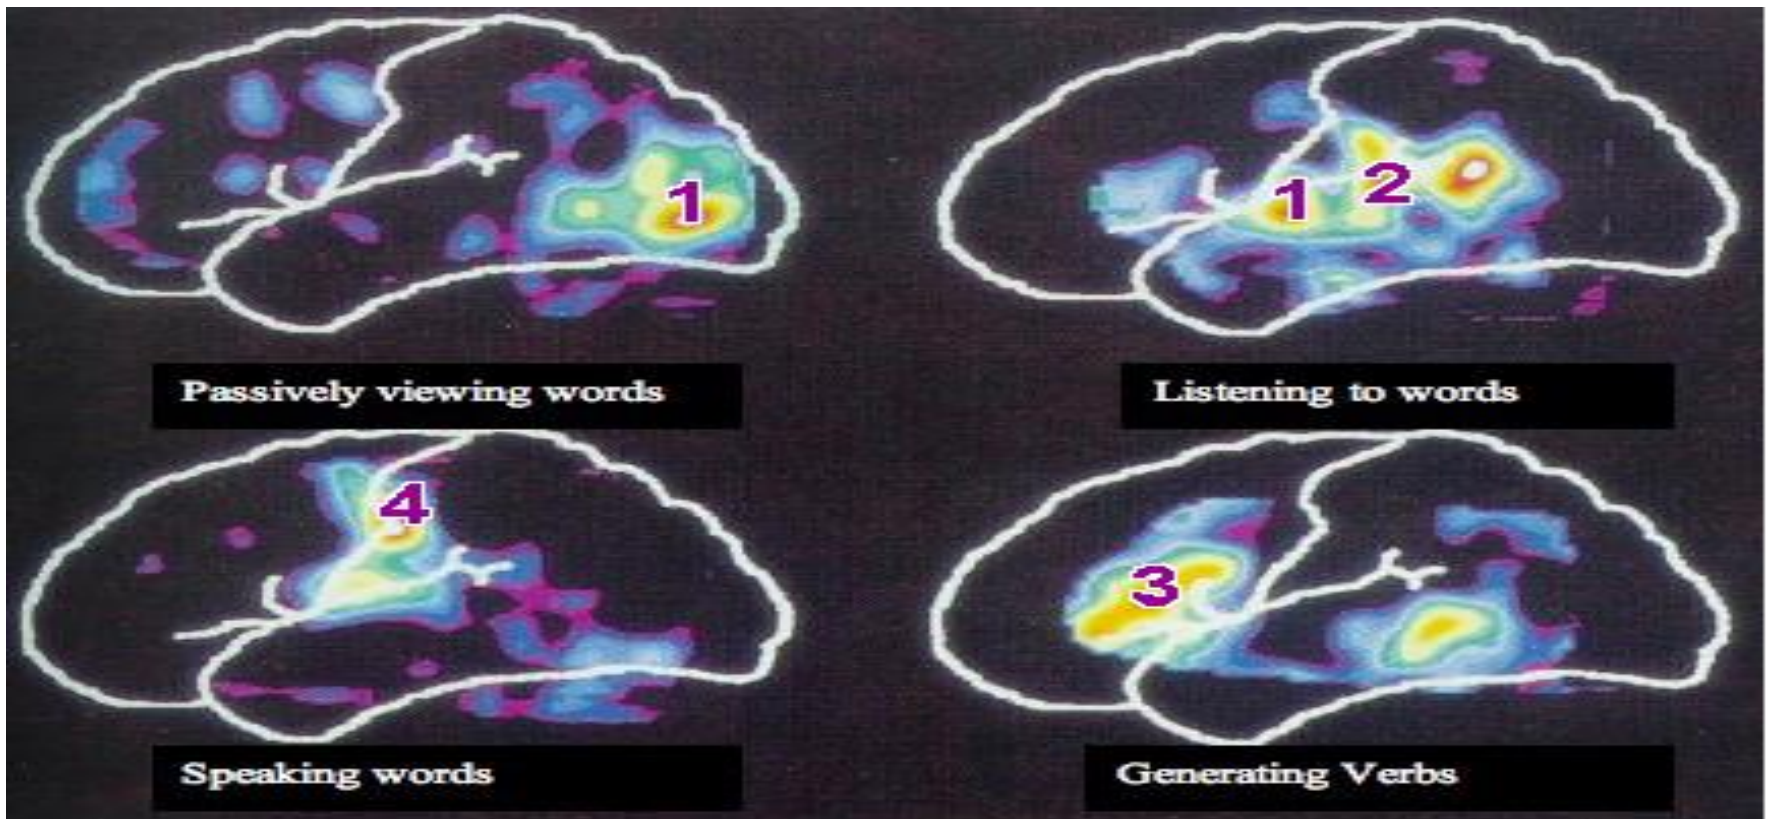 1
1 2
Passively viewing words
Listening to words
4
3
Speaking words
Generating Verbs